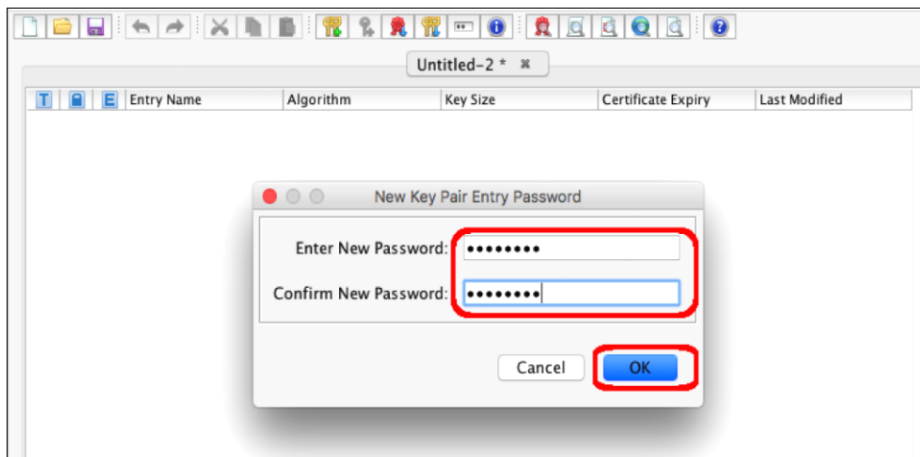 Untitled-2 *
T E Entry Name Algorithm Key Size Certificate Expiry Last Modified
New Key Pair Entry Password
Enter New Password: ••••••••
Confirm New Password: ••••••••
Cancel OK